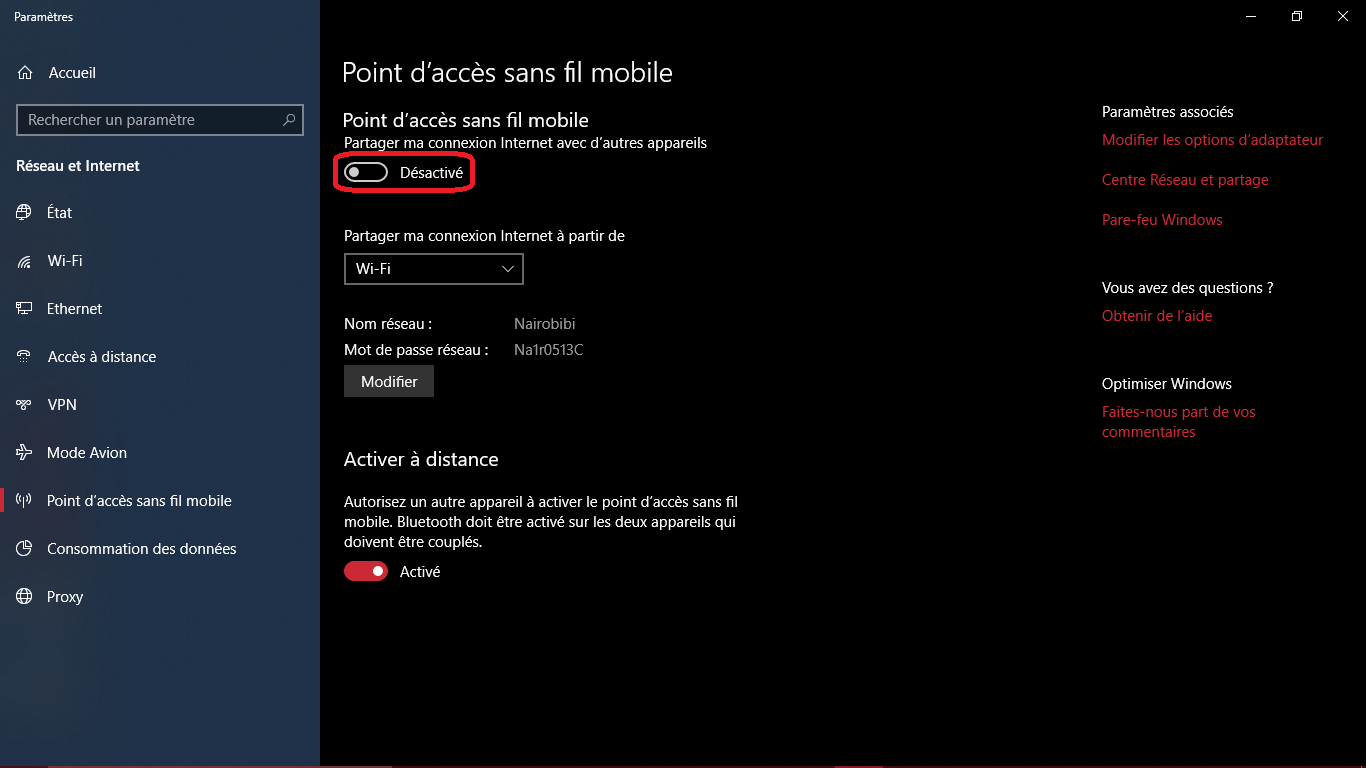 Paramètres
Accueil
Rechercher un paramètre
Réseau et Internet
État
Wi-Fi
Ethernet
Accès à distance
VPN
Mode Avion
Point d’accès sans fil mobile
Consommation des données
Proxy
Point d’accès sans fil mobile
Point d’accès sans fil mobile
Partager ma connexion Internet avec d’autres appareils
Désactivé
Partager ma connexion Internet à partir de
Wi-Fi
Nom réseau : Nairobibi
Mot de passe réseau : Na1r0513C
Modifier
Activer à distance
Autorisez un autre appareil à activer le point d’accès sans fil
mobile. Bluetooth doit être activé sur les deux appareils qui
doivent être couplés.
Activé
Paramètres associés
Modifier les options d’adaptateur
Centre Réseau et partage
Pare-feu Windows
Vous avez des questions ?
Obtenir de l’aide
Optimiser Windows
Faites-nous part de vos
commentaires